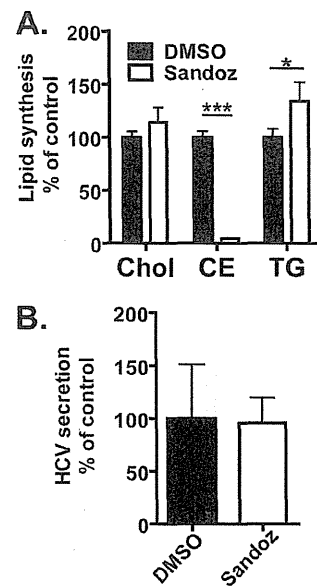 A.
Lipid synthesis
% of control
200
150
100
50
0
DMSO
Sandoz
***
*
Chol CE TG
B.
HCV secretion
% of control
200
150
100
50
0
DMSO
Sandoz